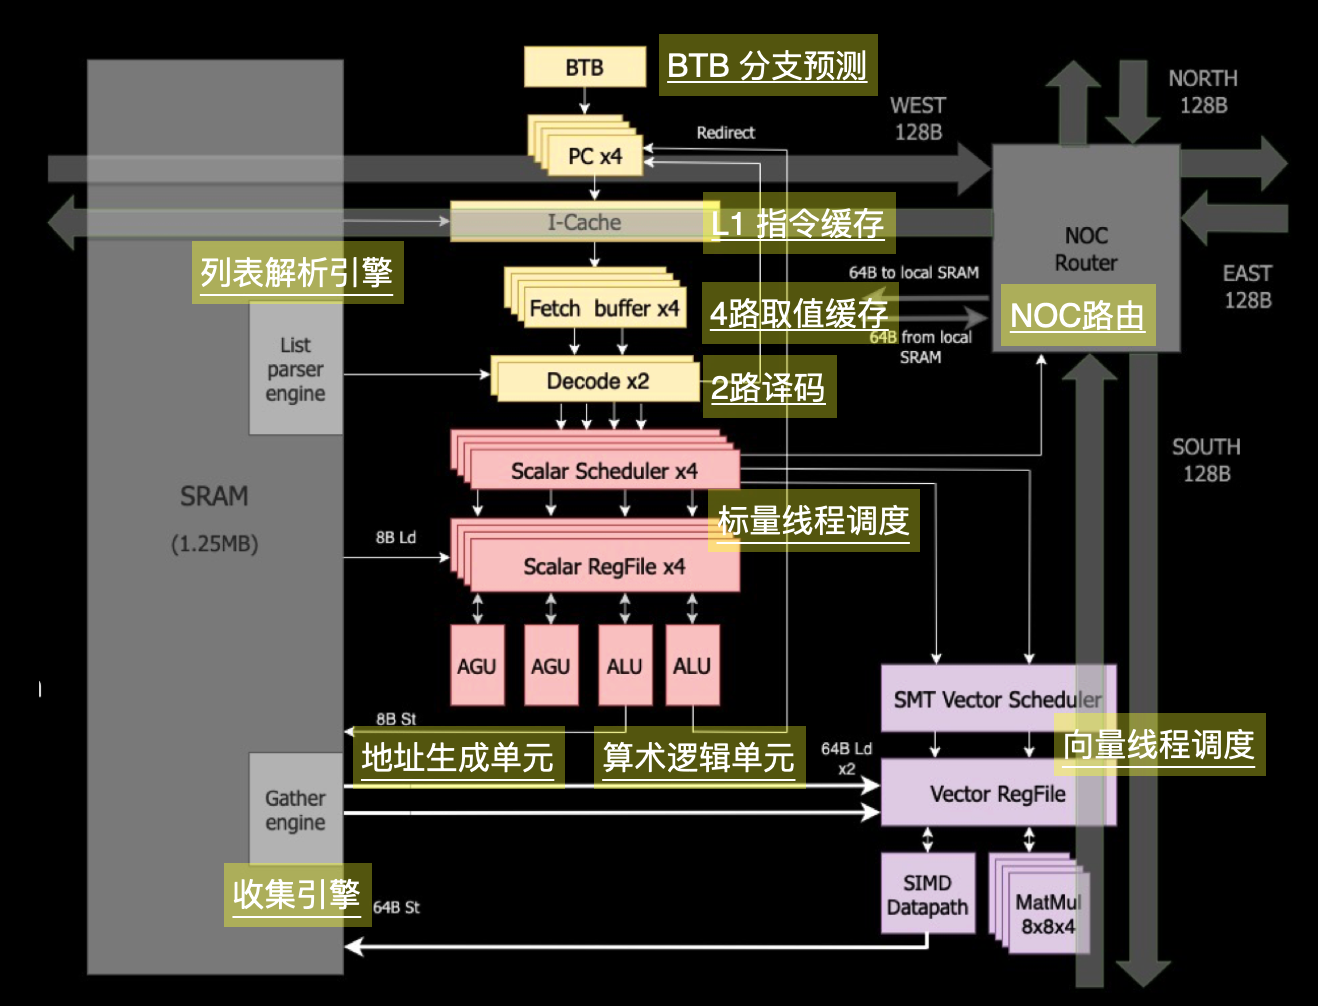 BTB
BTB 分支预测
NORTH
128B
WEST
128B
Redirect
PC x4
I-Cache
L1 指令缓存
NOC
Router
列表解析引擎
64B to local SRAM
EAST
128B
Fetch buffer x4
4路取值缓存
NOC路由
64B from local
SRAM
List
parser
engine
Decode x2
2路译码
SOUTH
128B
Scalar Scheduler x4
SRAM
(1.25MB)
标量线程调度
8B Ld
Scalar RegFile x4
AGU
AGU
ALU
ALU
SMT Vector Scheduler
8B St
地址生成单元
算术逻辑单元
64B Ld
x2
向量线程调度
Gather
engine
Vector RegFile
收集引擎
64B St
SIMD
Datapath
MatMul
8x8x4